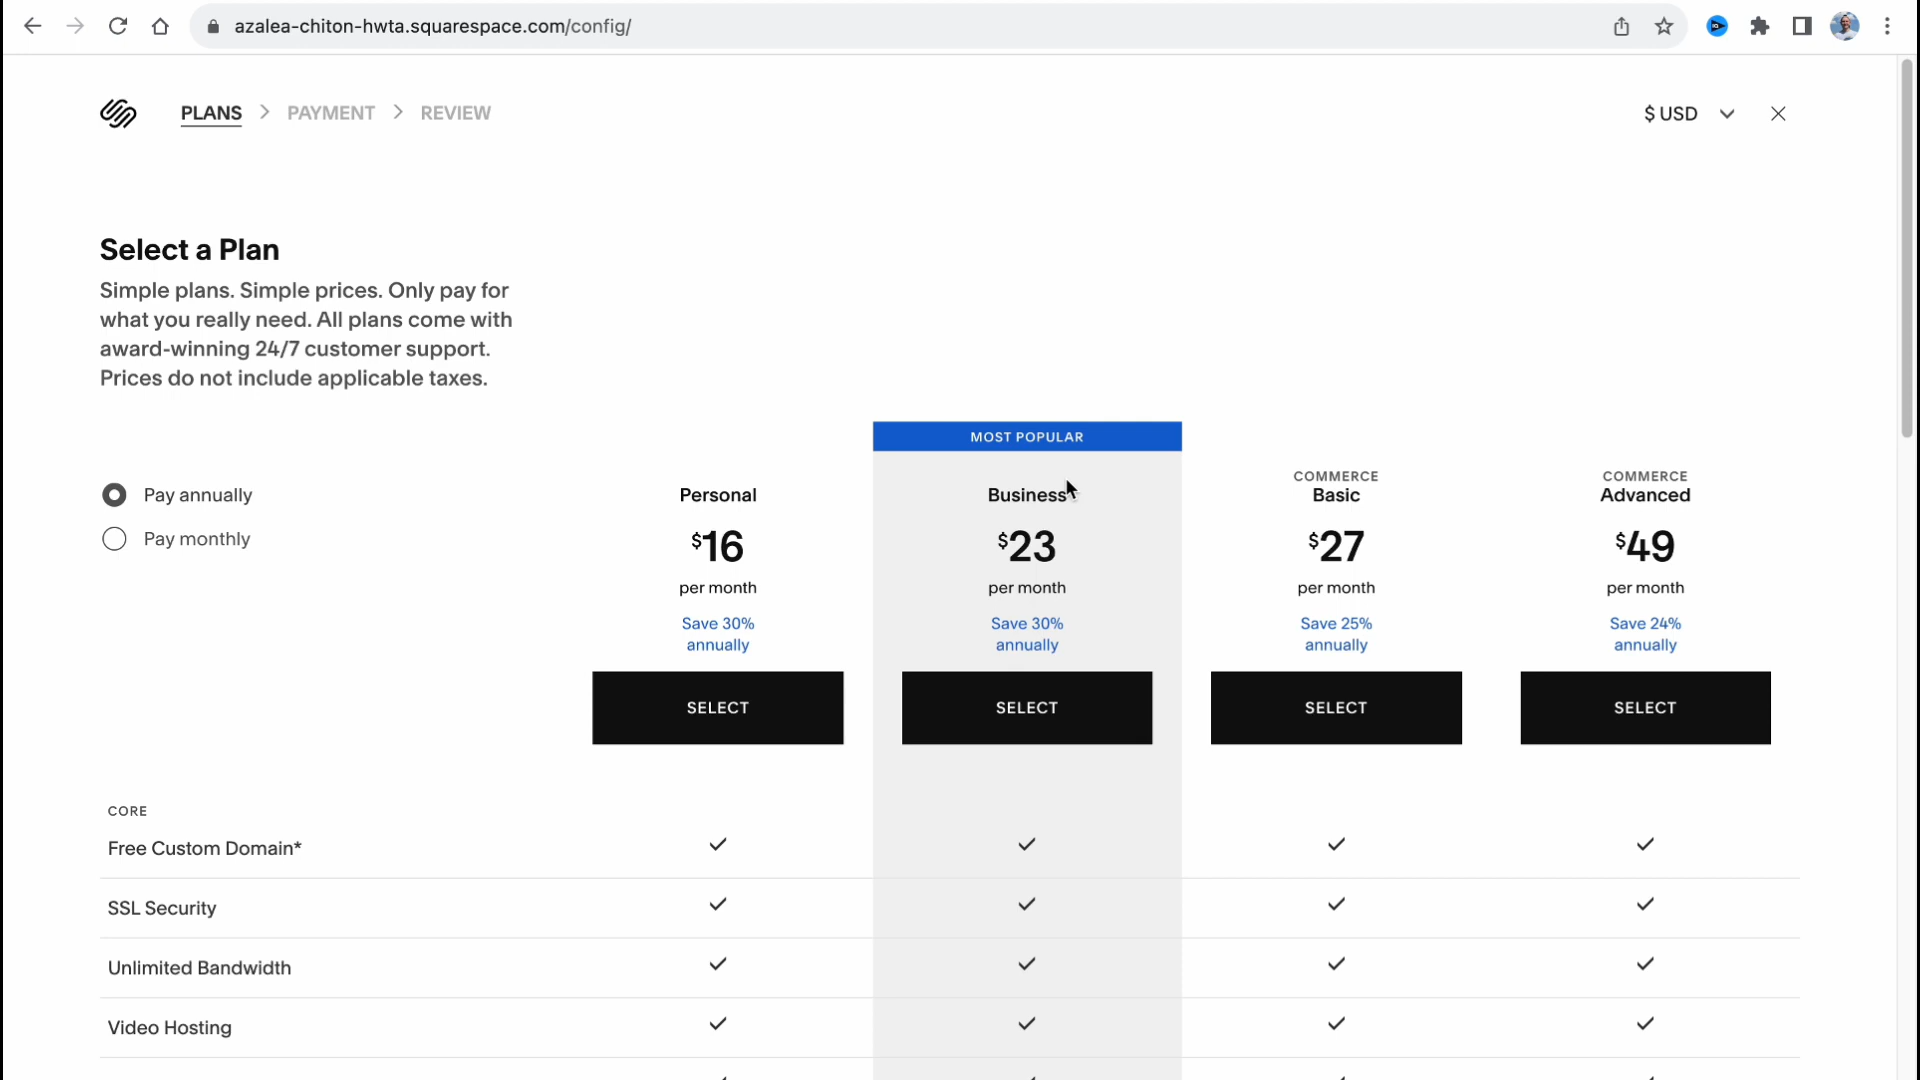 azalea-chiton-hwta.squarespace.com/config/
PLANS > PAYMENT > REVIEW
$ USD
Select a Plan
Simple plans. Simple prices. Only pay for
what you really need. All plans come with
award-winning 24/7 customer support.
Prices do not include applicable taxes.
Pay annually
Pay monthly
Personal
$16
per month
Save 30%
annually
SELECT
MOST POPULAR
Business
$23
per month
Save 30%
annually
SELECT
COMMERCE
Basic
$27
per month
Save 25%
annually
SELECT
COMMERCE
Advanced
$49
per month
Save 24%
annually
SELECT
CORE
Free Custom Domain*
SSL Security
Unlimited Bandwidth
Video Hosting